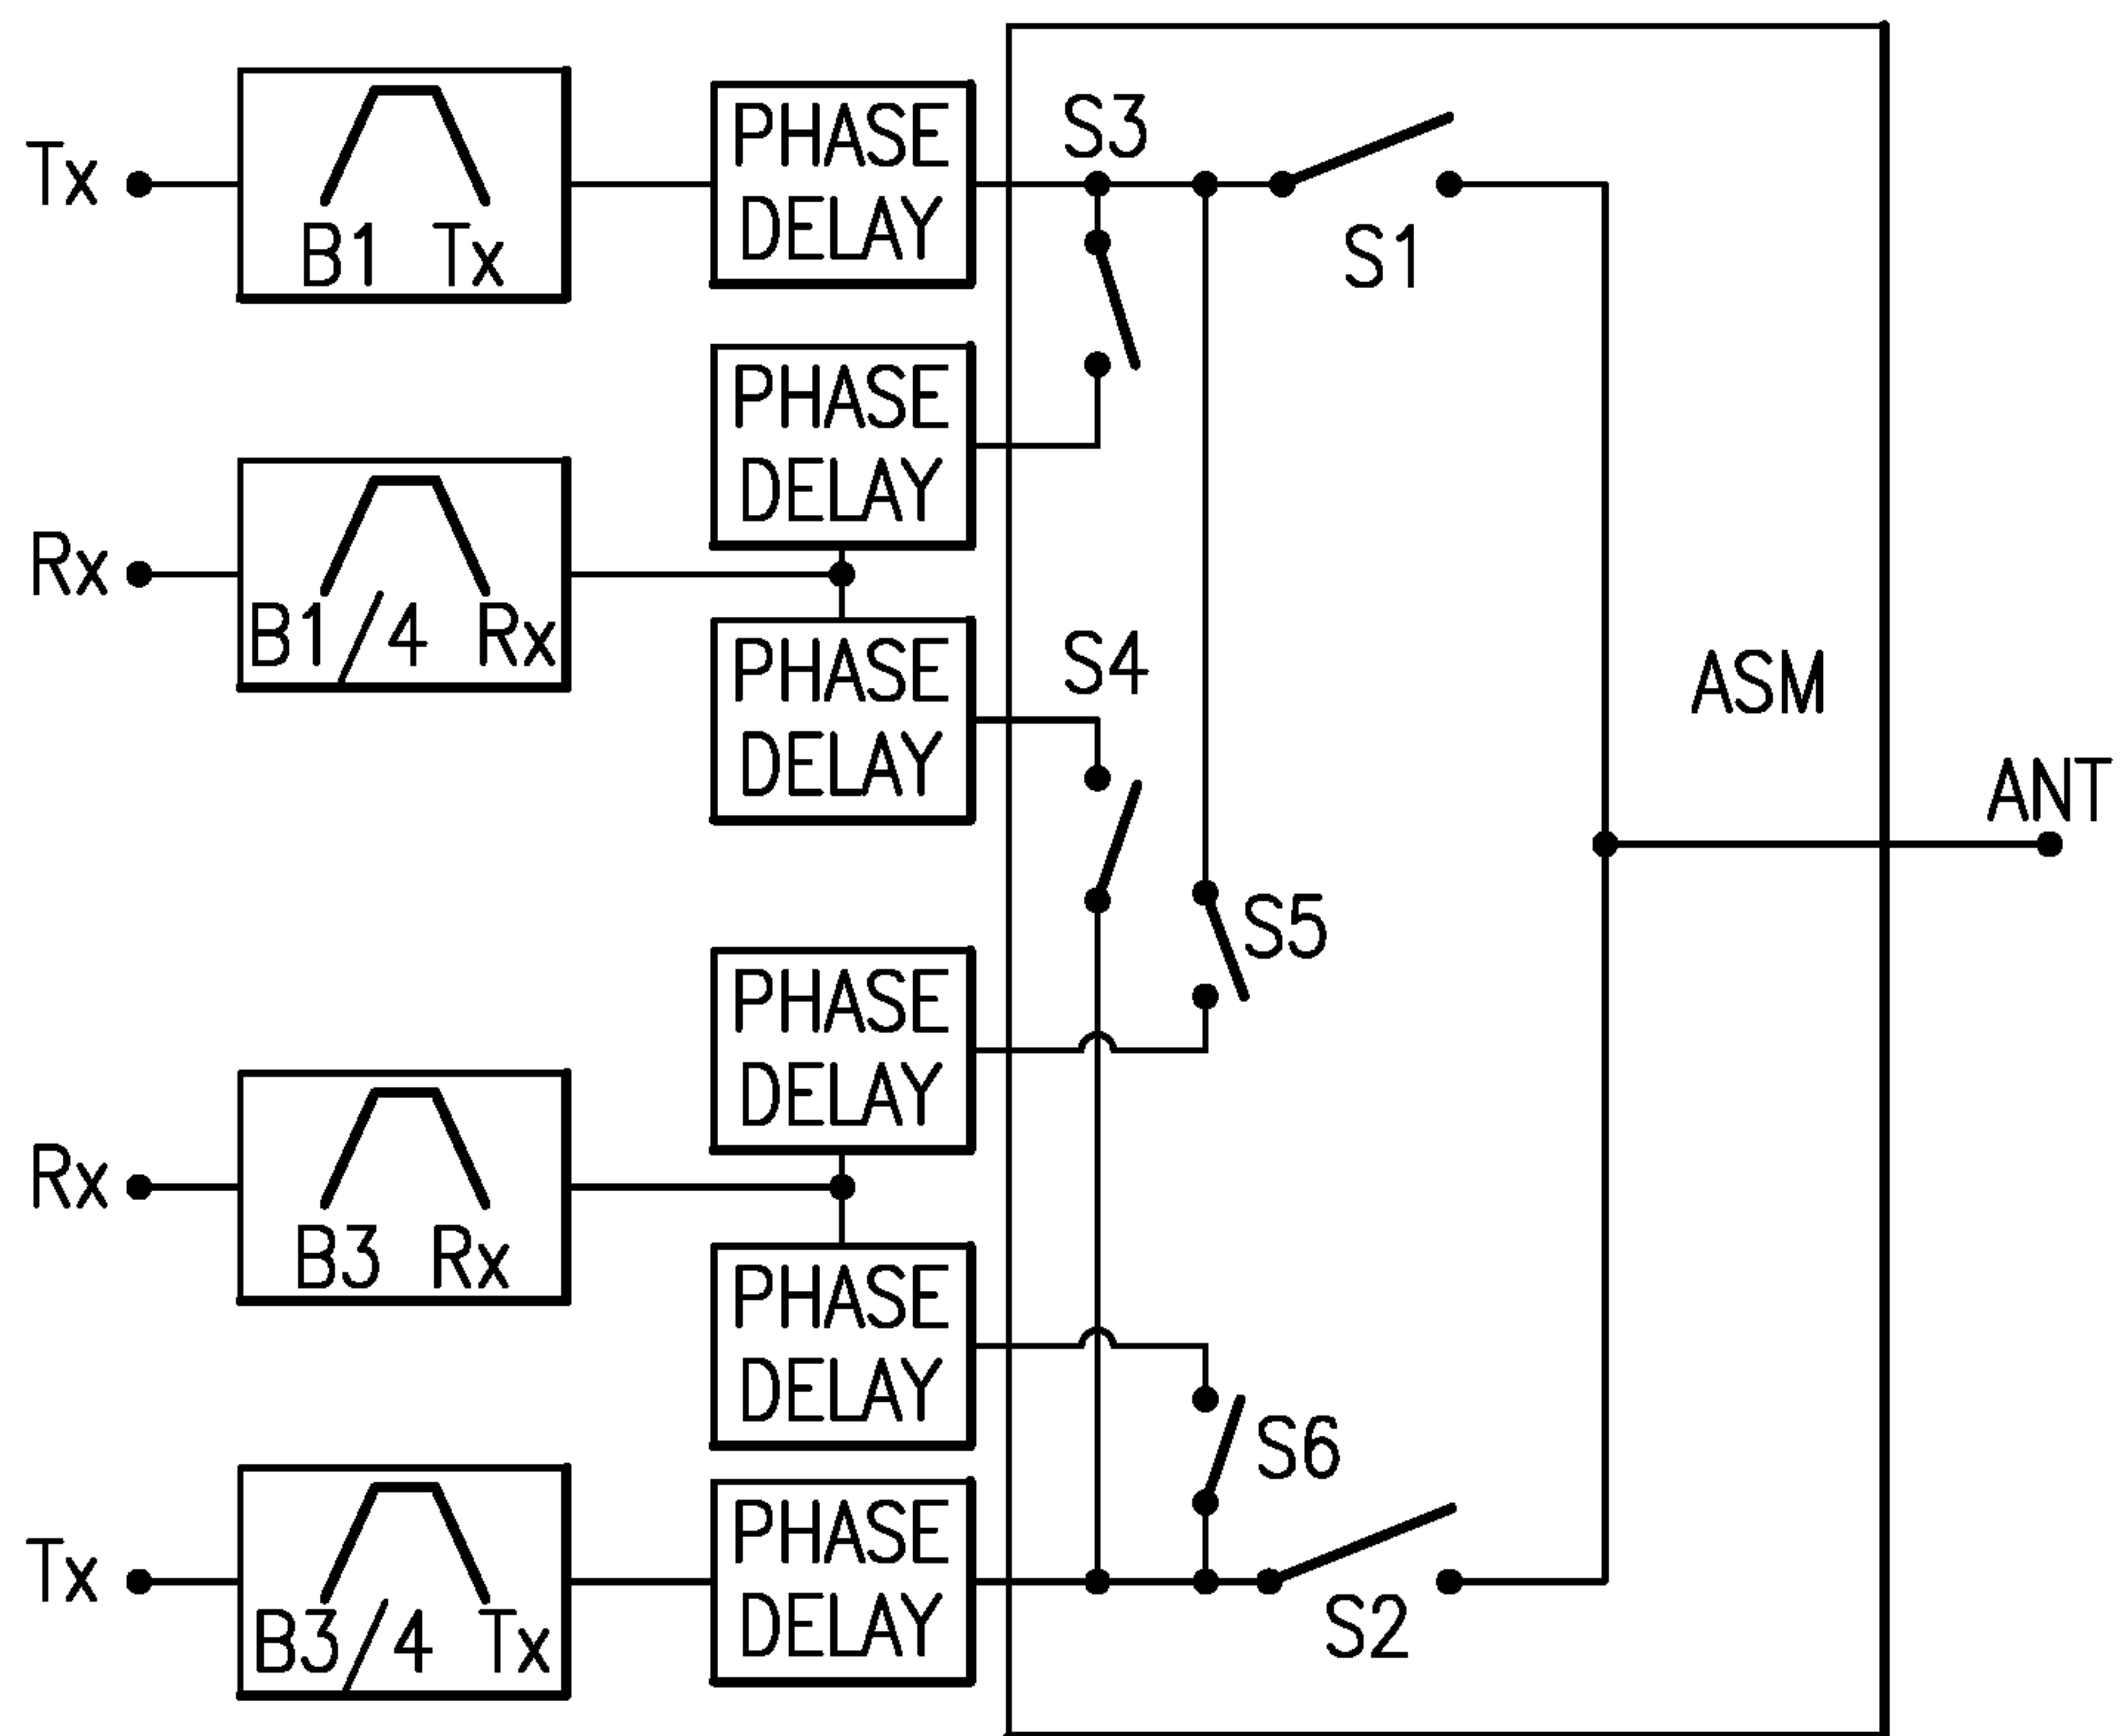 Tx
B1 Tx
PHASE
DELAY
S3
S1
PHASE
DELAY
Rx
B1/4 Rx
PHASE
DELAY
S4
ASM
ANT
S5
PHASE
DELAY
Rx
B3 Rx
PHASE
DELAY
S6
Tx
B3/4 Tx
PHASE
DELAY
S2